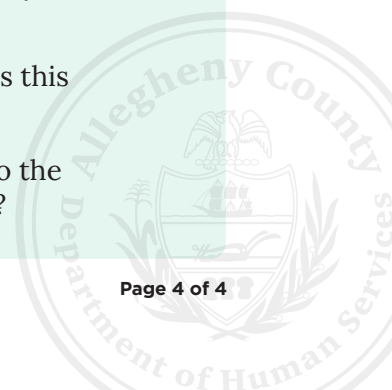 s this
o the
?
Page 4 of 4
Allegheny County
Department of Human Services